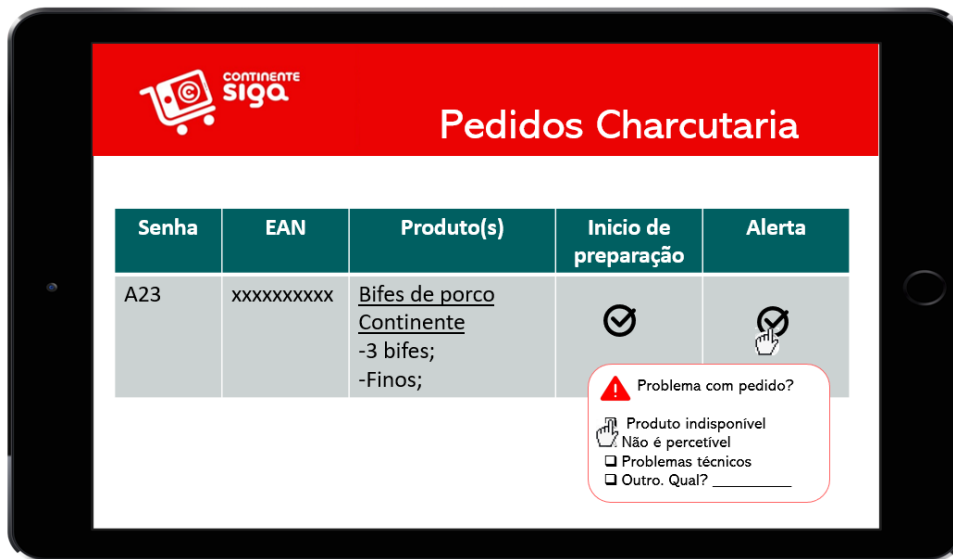 CONTINENTE
siga
Pedidos Charcutaria
Senha
EAN
Produto(s)
Inicio de
preparação
Alerta
A23
xxxxxxxxxx
Bifes de porco
Continente
-3 bifes;
-Finos;
Problema com pedido?
Produto indisponível
Não é percetível
Problemas técnicos
Outro. Qual? __________